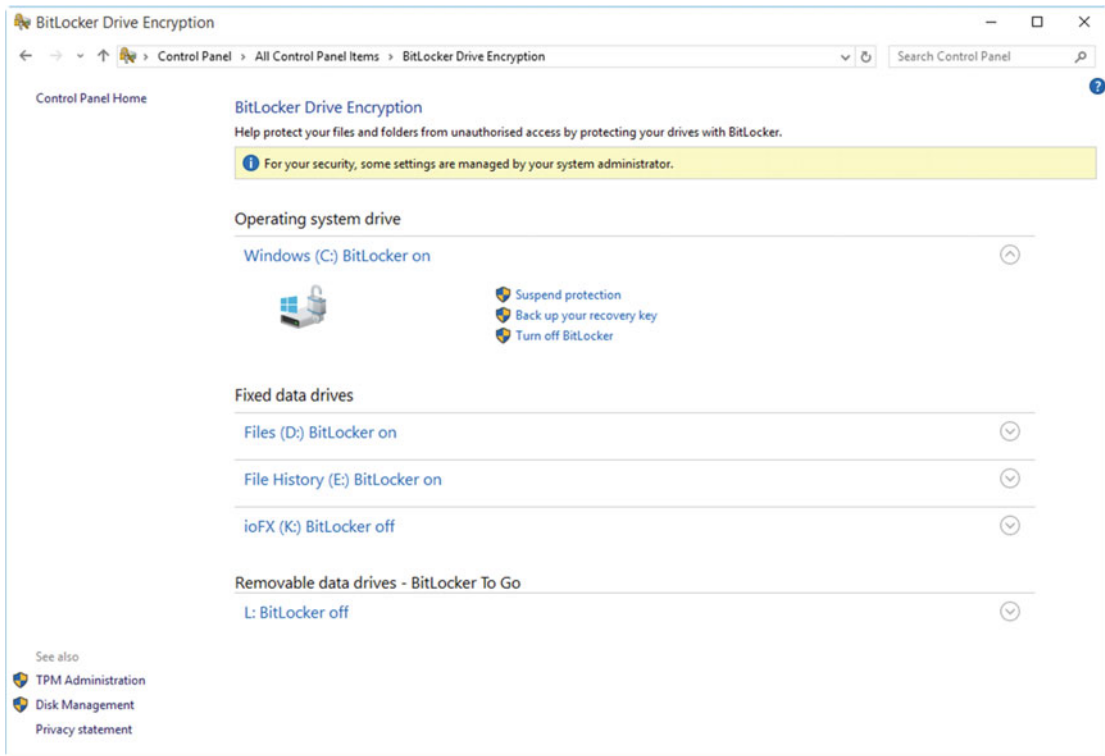 BitLocker Drive Encryption
Control Panel > All Control Panel Items > BitLocker Drive Encryption
Search Control Panel
?
Control Panel Home
BitLocker Drive Encryption
Help protect your files and folders from unauthorised access by protecting your drives with BitLocker.
For your security, some settings are managed by your system administrator.
Operating system drive
Windows (C:) BitLocker on
Suspend protection
Back up your recovery key
Turn off BitLocker
Fixed data drives
Files (D:) BitLocker on
File History (E:) BitLocker on
ioFX (K:) BitLocker off
Removable data drives - BitLocker To Go
L: BitLocker off
See also
TPM Administration
Disk Management
Privacy statement